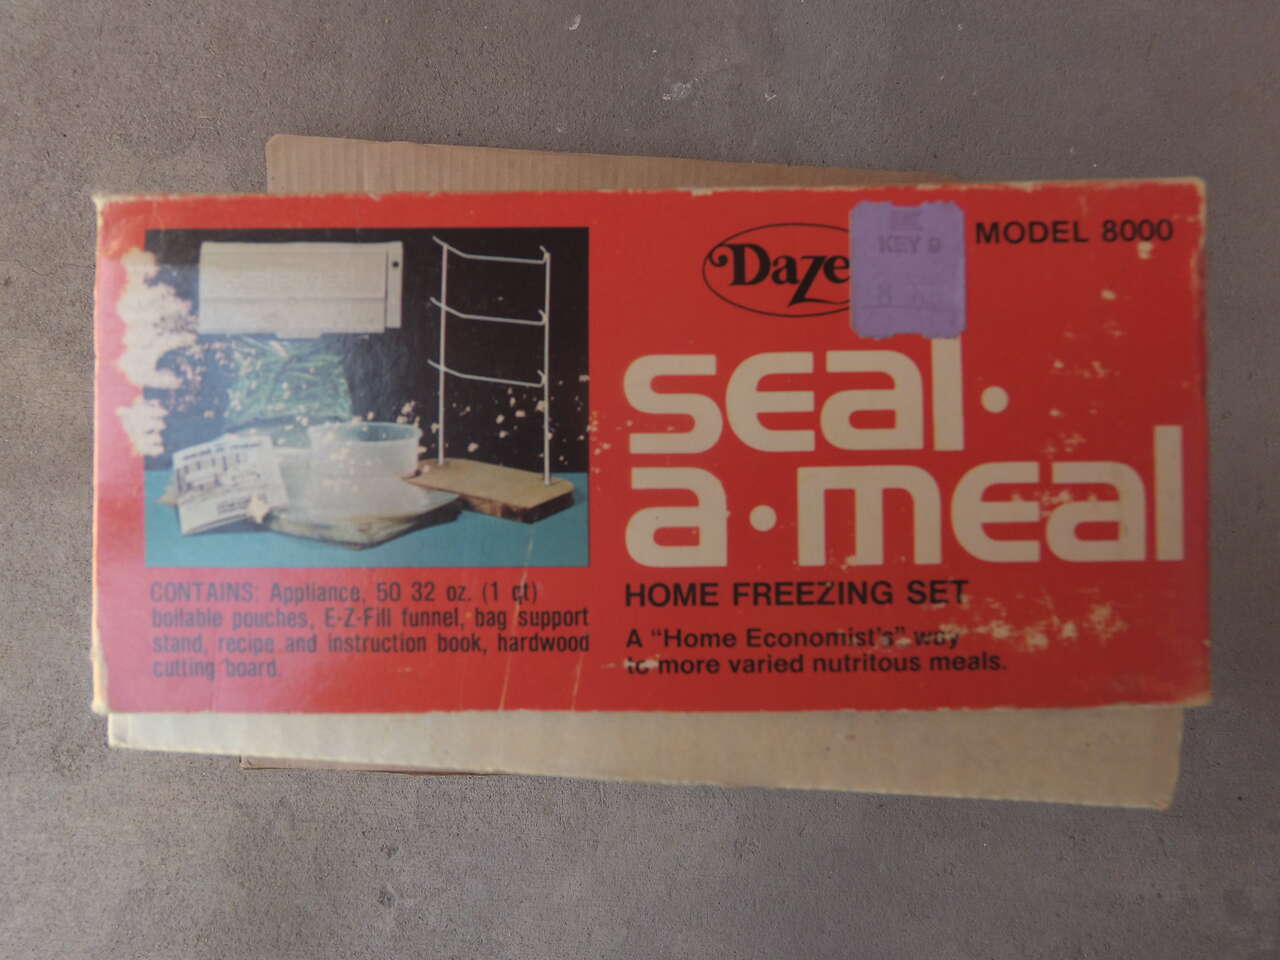 Daze
KEY 9
MODEL 8000
seal·
a·meal
HOME FREEZING SET
A "Home Economist's" way
to more varied nutritous meals.
CONTAINS: Appliance, 50 32 oz. (1 qt)
boilable pouches, E-Z-Fill funnel, bag support
stand, recipe and instruction book, hardwood
cutting board.